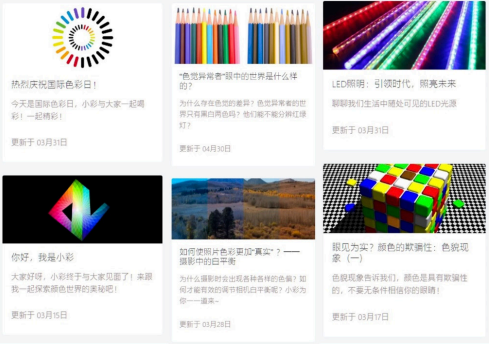 热烈庆祝国际色彩日！
今天是国际色彩日，小彩与大家一起喝
彩！一起精彩！
更新于 03月31日
"色觉异常者"眼中的世界是什么样
的？
为什么存在色觉的差异？色觉异常者的世
界只有黑白两色吗？他们能不能分辨红绿
灯？
更新于 04月30日
LED照明：引领时代，照亮未来
聊聊我们生活中随处可见的LED光源
更新于 03月31日
你好，我是小彩
大家好呀，小彩终于与大家见面了！来跟
我一起探索颜色世界的奥秘吧！
更新于 03月15日
如何使照片色彩更加"真实"？——
摄影中的白平衡
为什么摄影时会出现各种各样的色偏？如
何才能有效的调节相机白平衡呢？小彩为
你一一道来~
更新于 03月28日
眼见为实？颜色的欺骗性：色貌现
象（一）
色貌现象告诉我们，颜色是具有欺骗性
的，不要无条件相信你的眼睛！
更新于 03月17日